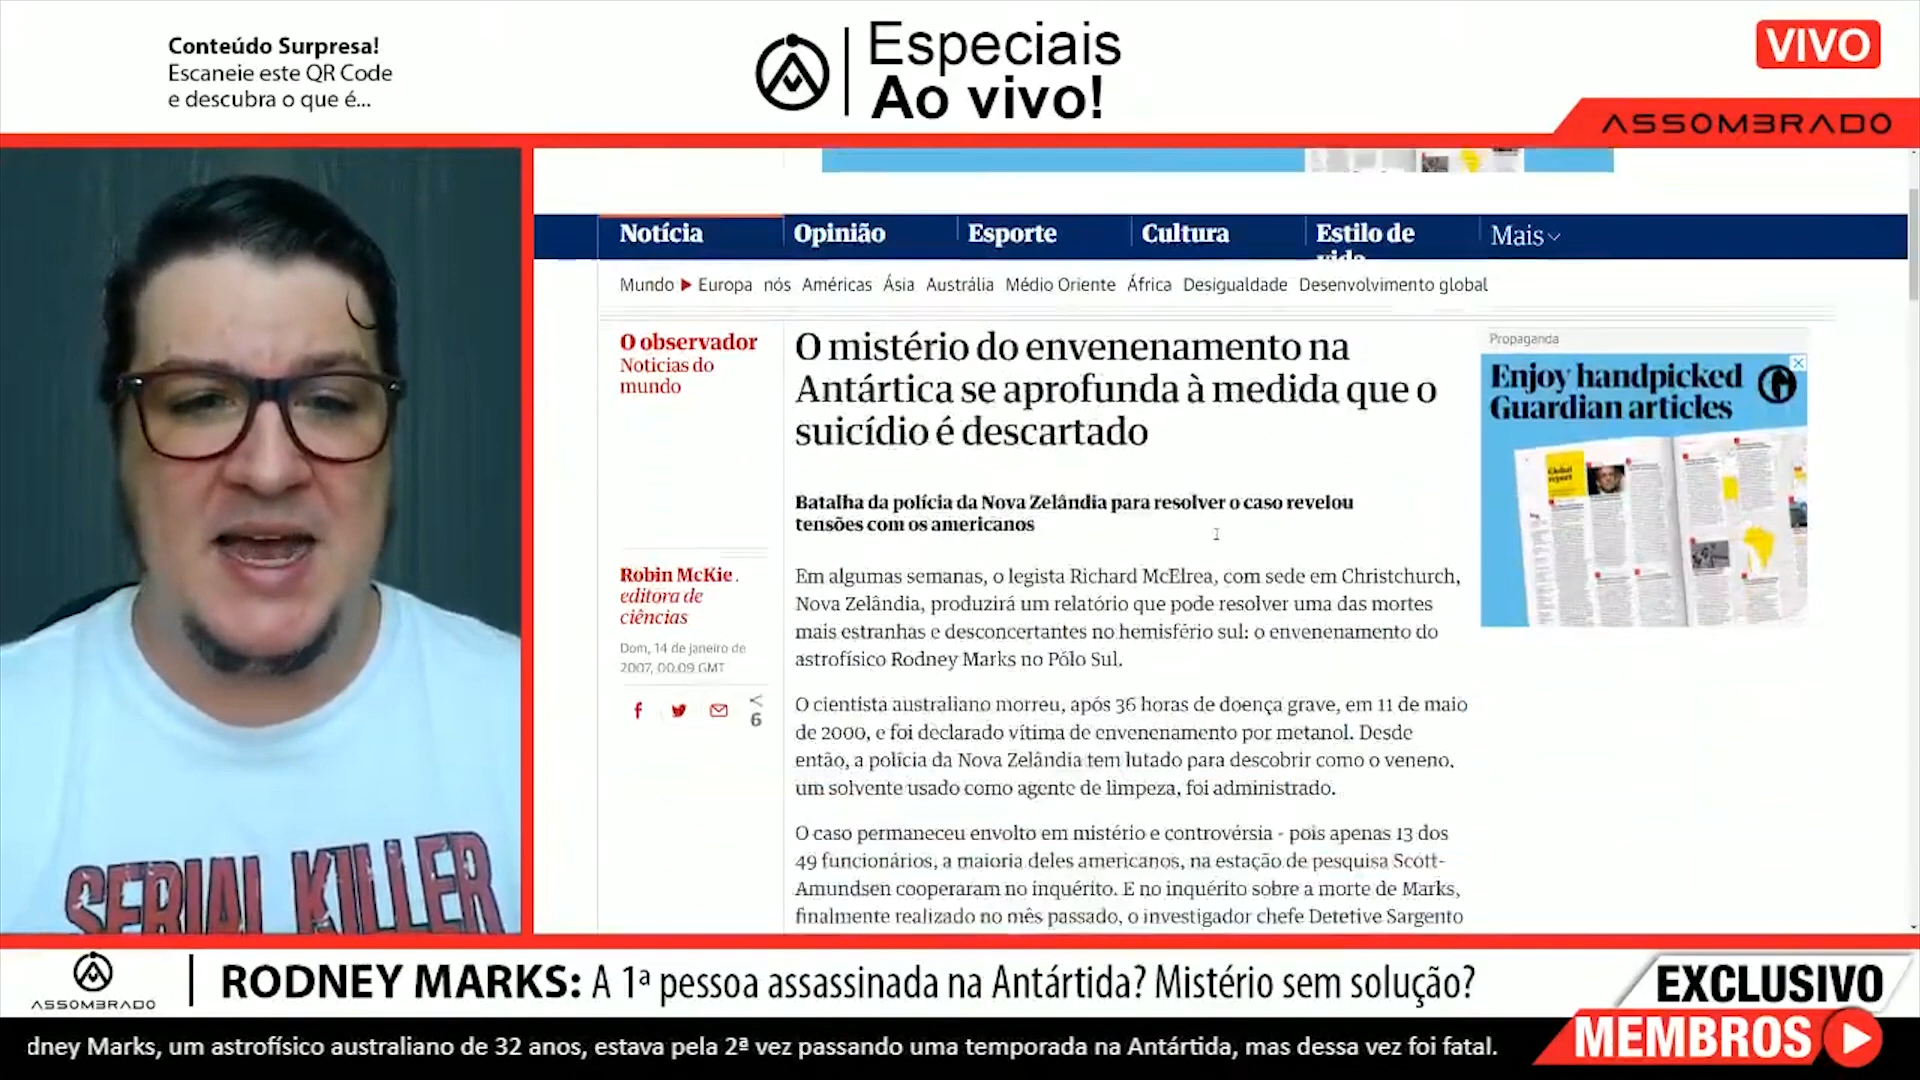 Conteúdo Surpresa!
Escaneie este QR Code
e descubra o que é...
Especiais
Ao vivo!
VIVO
ASSOMBRADO
Notícia
Opinião
Esporte
Cultura
Estilo de
vida
Mais
Mundo Europa nós Américas Ásia Austrália Médio Oriente África Desigualdade Desenvolvimento global
O observador
Noticias do
mundo
O mistério do envenenamento na
Antártica se aprofunda à medida que o
suicídio é descartado
Batalha da polícia da Nova Zelândia para resolver o caso revelou
tensões com os americanos
Robin McKie.
editora de
ciências
Dom, 14 de janeiro de
2007, 00.09 GMT
6
Em algumas semanas, o legista Richard McElrea, com sede em Christchurch,
Nova Zelândia, produzirá um relatório que pode resolver uma das mortes
mais estranhas e desconcertantes no hemisfério sul: o envenenamento do
astrofísico Rodney Marks no Pólo Sul.
O cientista australiano morreu, após 36 horas de doença grave, em 11 de maio
de 2000, e foi declarado vítima de envenenamento por metanol. Desde
então, a polícia da Nova Zelândia tem lutado para descobrir como o veneno,
um solvente usado como agente de limpeza, foi administrado.
O caso permaneceu envolto em mistério e controvérsia - pois apenas 13 dos
49 funcionários, a maioria deles americanos, na estação de pesquisa Scott-
Amundsen cooperaram no inquérito. E no inquérito sobre a morte de Marks,
finalmente realizado no mês passado, o investigador chefe Detetive Sargento
Propaganda
Enjoy handpicked
Guardian articles
SERIAL KILLER
ASSOMBRADO
RODNEY MARKS: A 1ª pessoa assassinada na Antártida? Mistério sem solução?
EXCLUSIVO
MEMBROS
dney Marks, um astrofísico australiano de 32 anos, estava pela 2ª vez passando uma temporada na Antártida, mas dessa vez foi fatal.